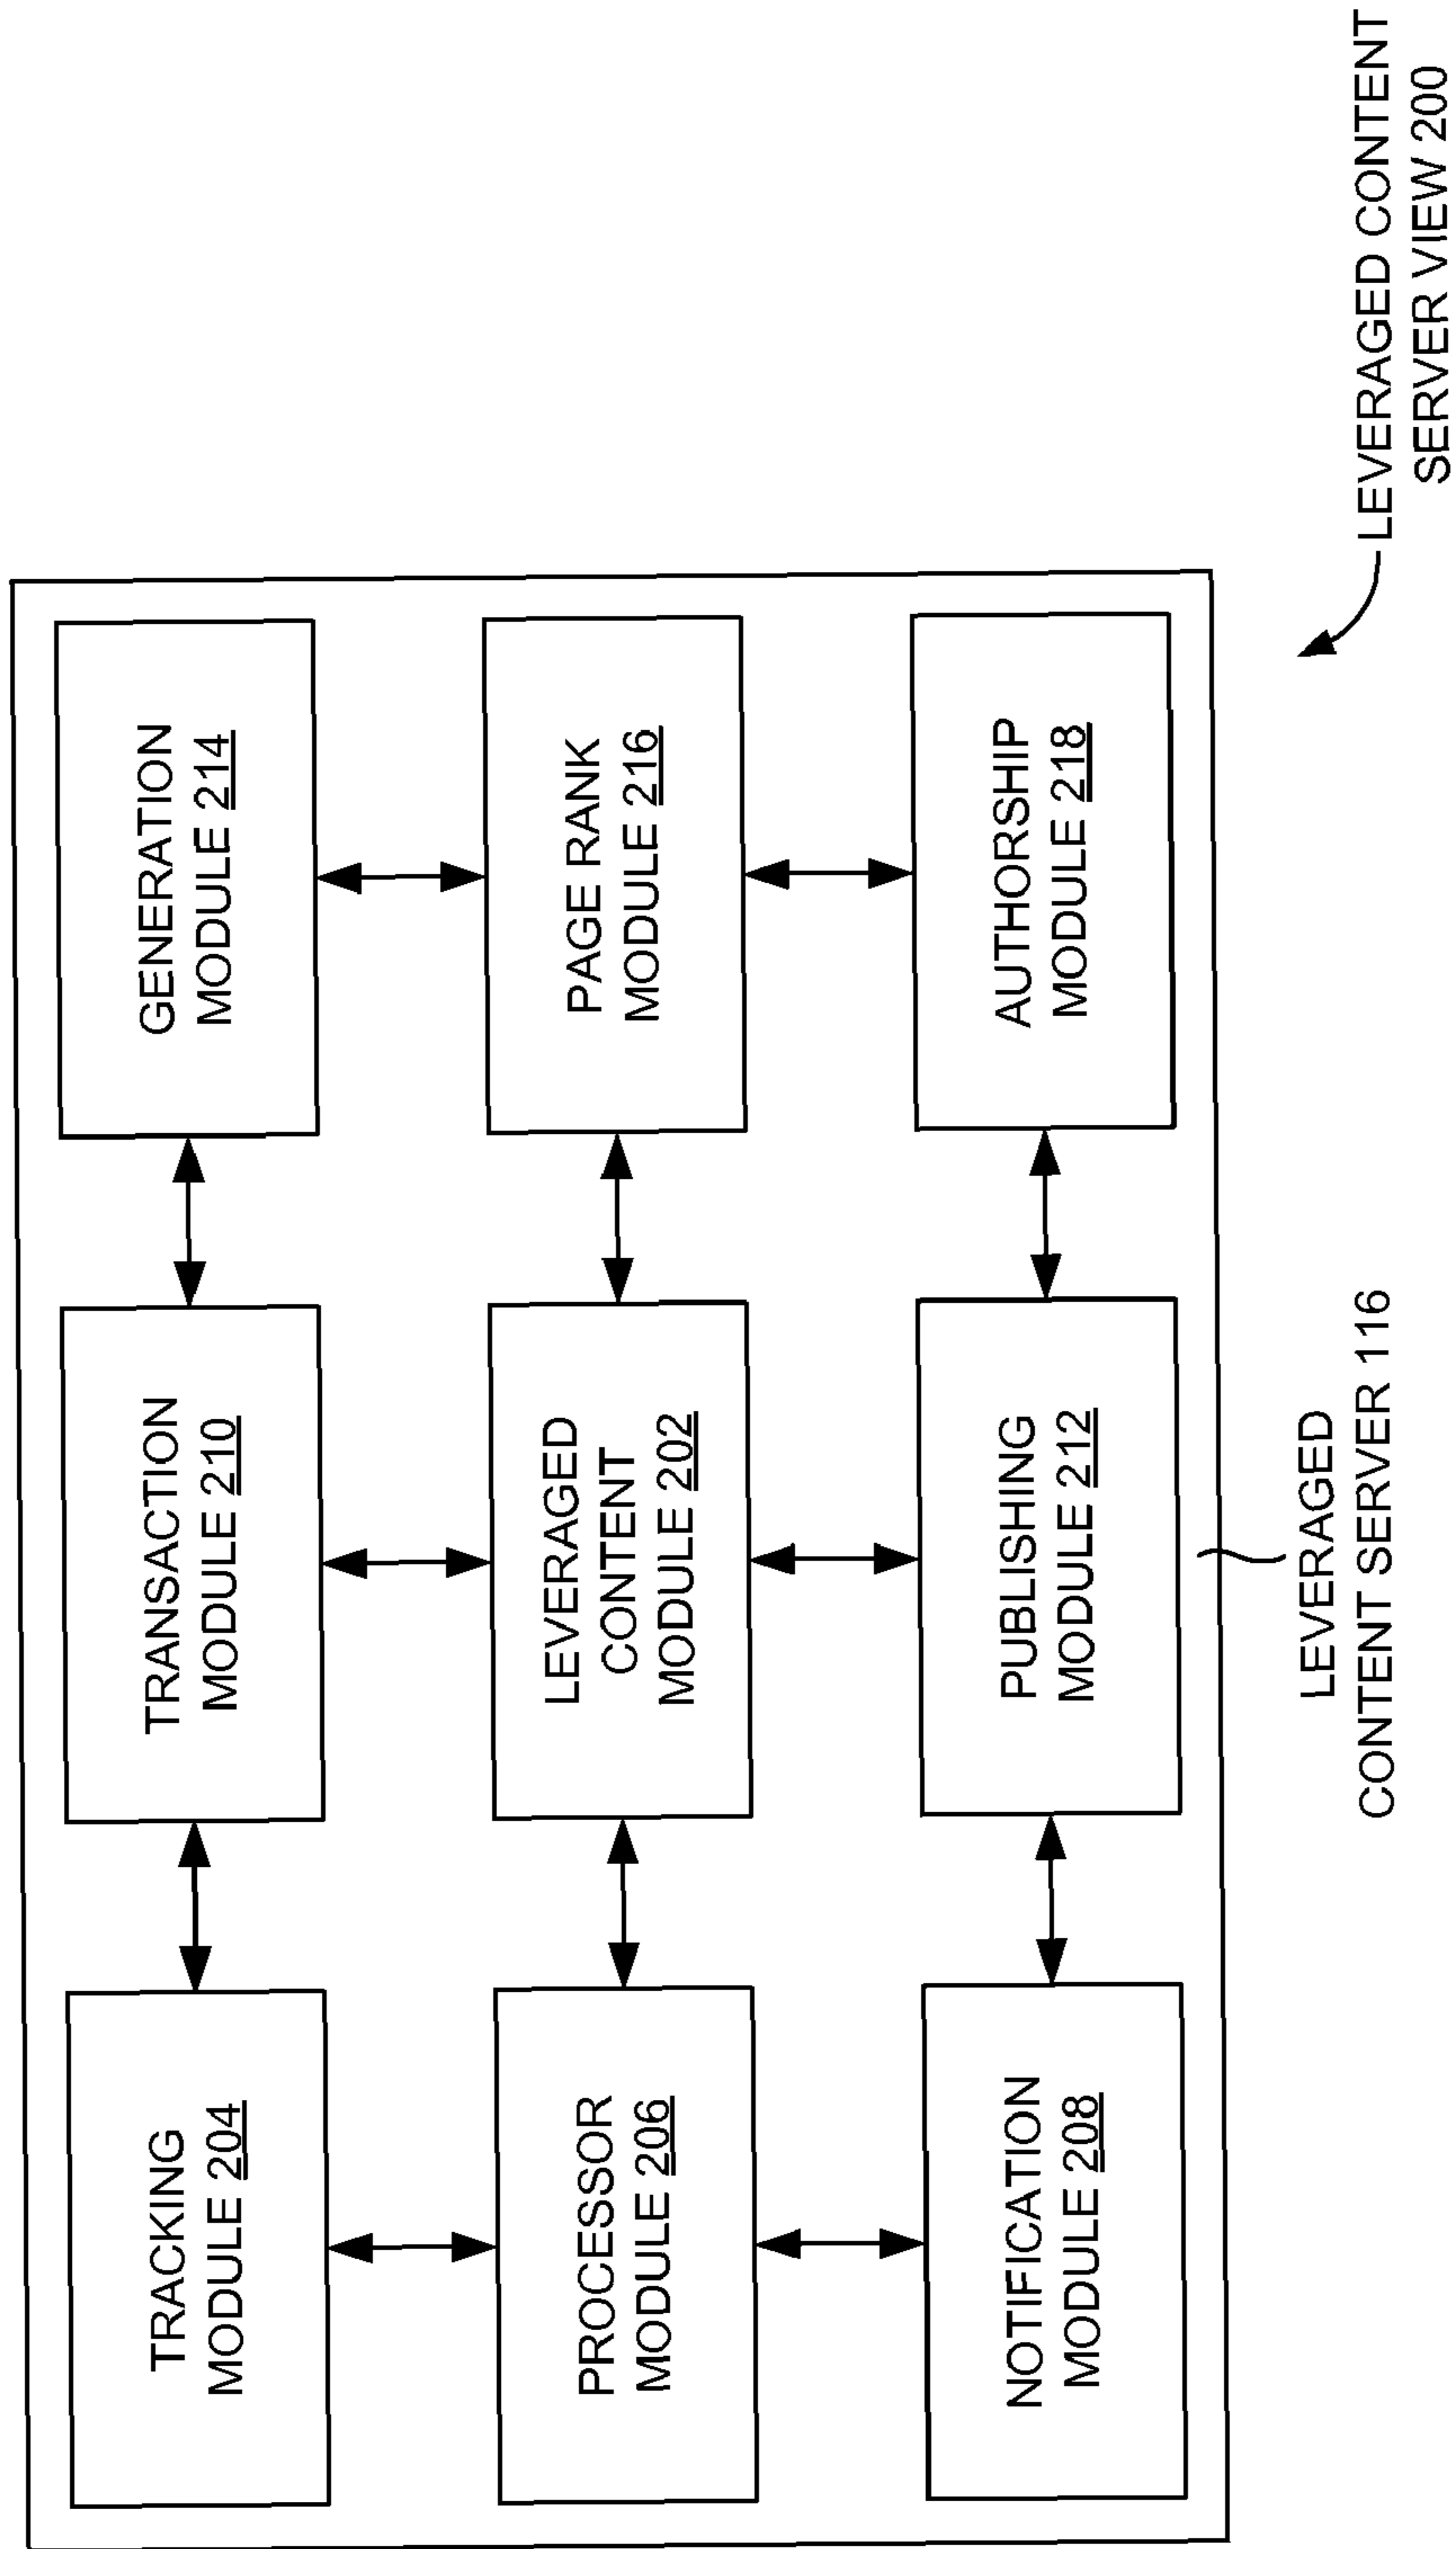 TRACKING
MODULE 204
TRANSACTION
MODULE 210
GENERATION
MODULE 214
PROCESSOR
MODULE 206
LEVERAGED
CONTENT
MODULE 202
PAGE RANK
MODULE 216
NOTIFICATION
MODULE 208
PUBLISHING
MODULE 212
AUTHORSHIP
MODULE 218
LEVERAGED
CONTENT SERVER 116
LEVERAGED CONTENT
SERVER VIEW 200